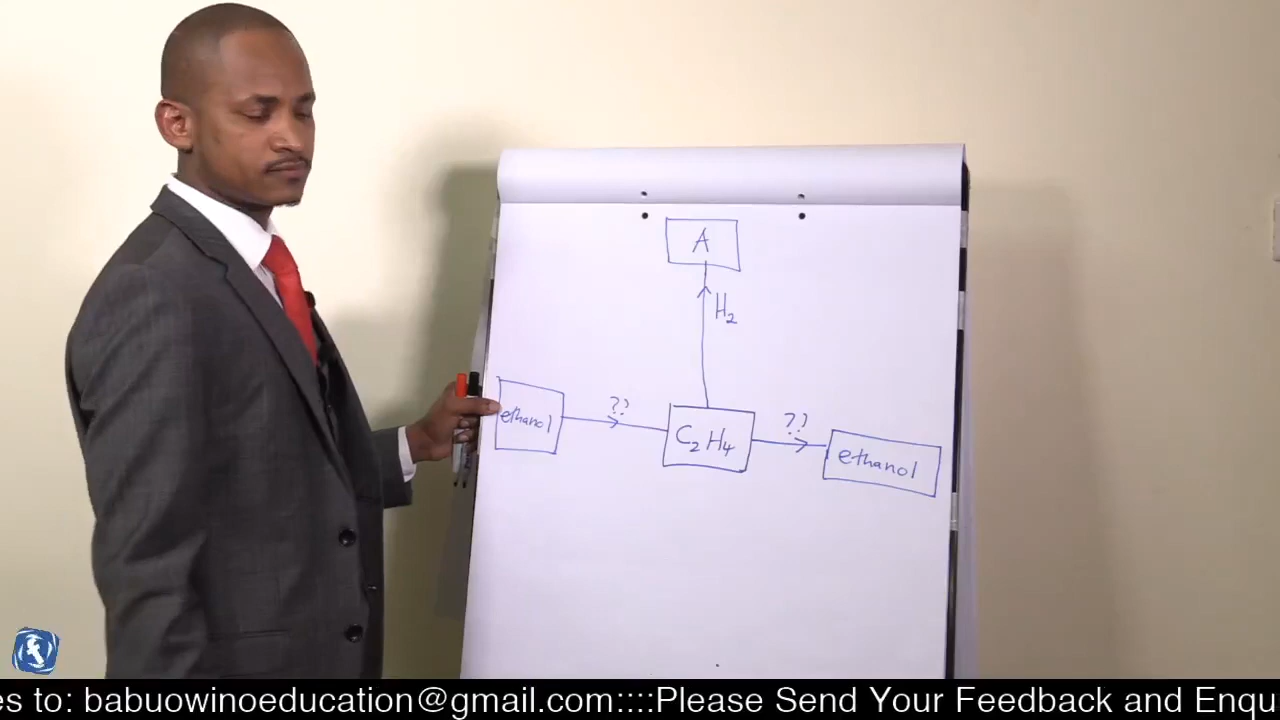 A
H₂
ethanol
??
C₂H₄
??
ethanol
es to: babuowinoeducation@gmail.com::::Please Send Your Feedback and Enqu